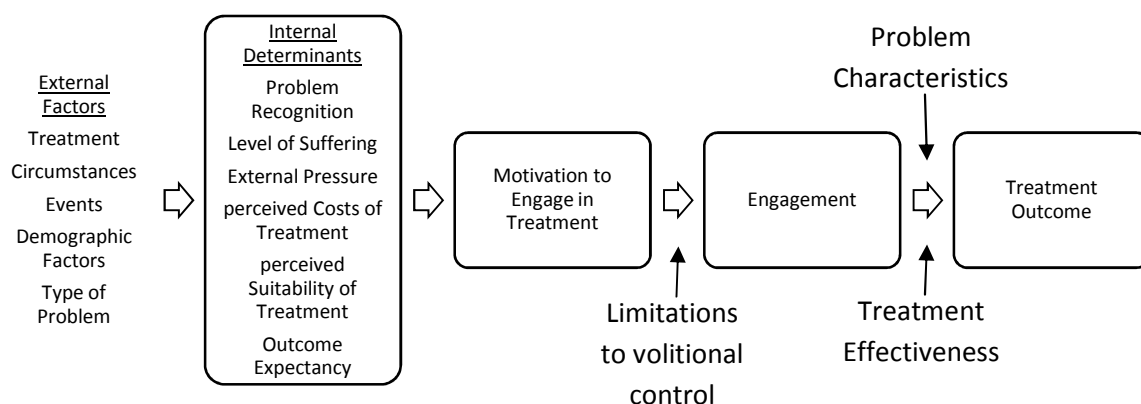 External
Factors
Treatment
Circumstances
Events
Demographic
Factors
Type of
Problem
Internal
Determinants
Problem
Recognition
Level of Suffering
External Pressure
perceived Costs of
Treatment
perceived
Suitability of
Treatment
Outcome
Expectancy
Motivation to
Engage in
Treatment
Limitations
to volitional
control
Engagement
Problem
Characteristics
Treatment
Effectiveness
Treatment
Outcome